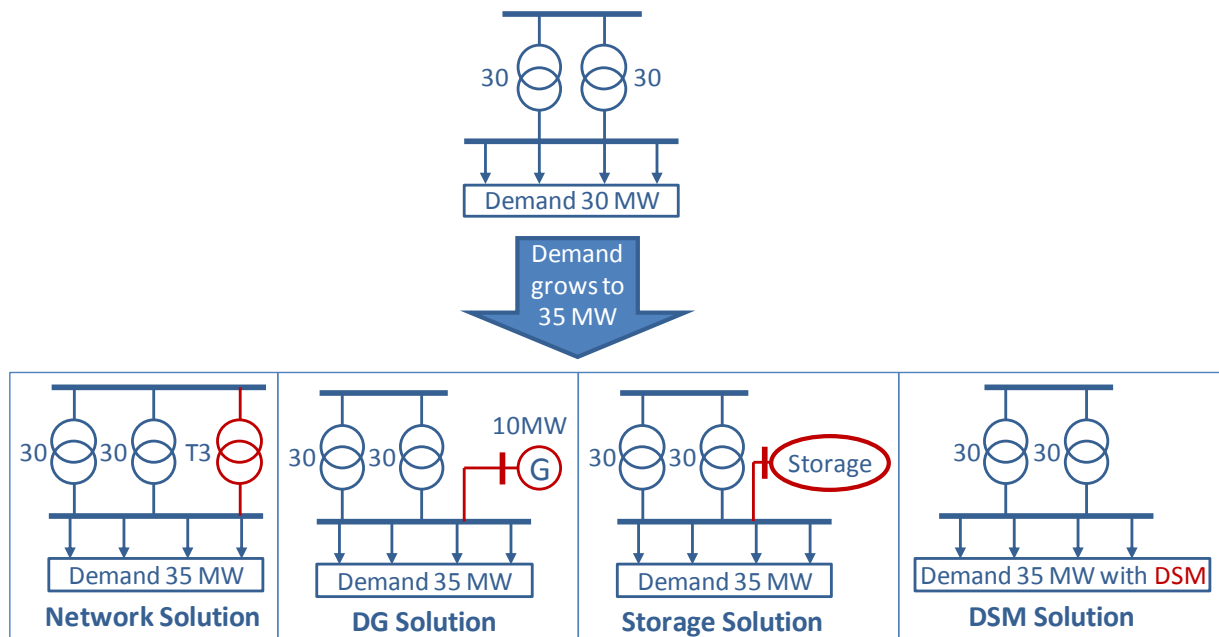 30
30
Demand 30 MW
Demand
grows to
35 MW
30
30
T3
Demand 35 MW
Network Solution
30
30
10MW
G
Demand 35 MW
DG Solution
30
30
Storage
Demand 35 MW
Storage Solution
30
30
Demand 35 MW with DSM
DSM Solution